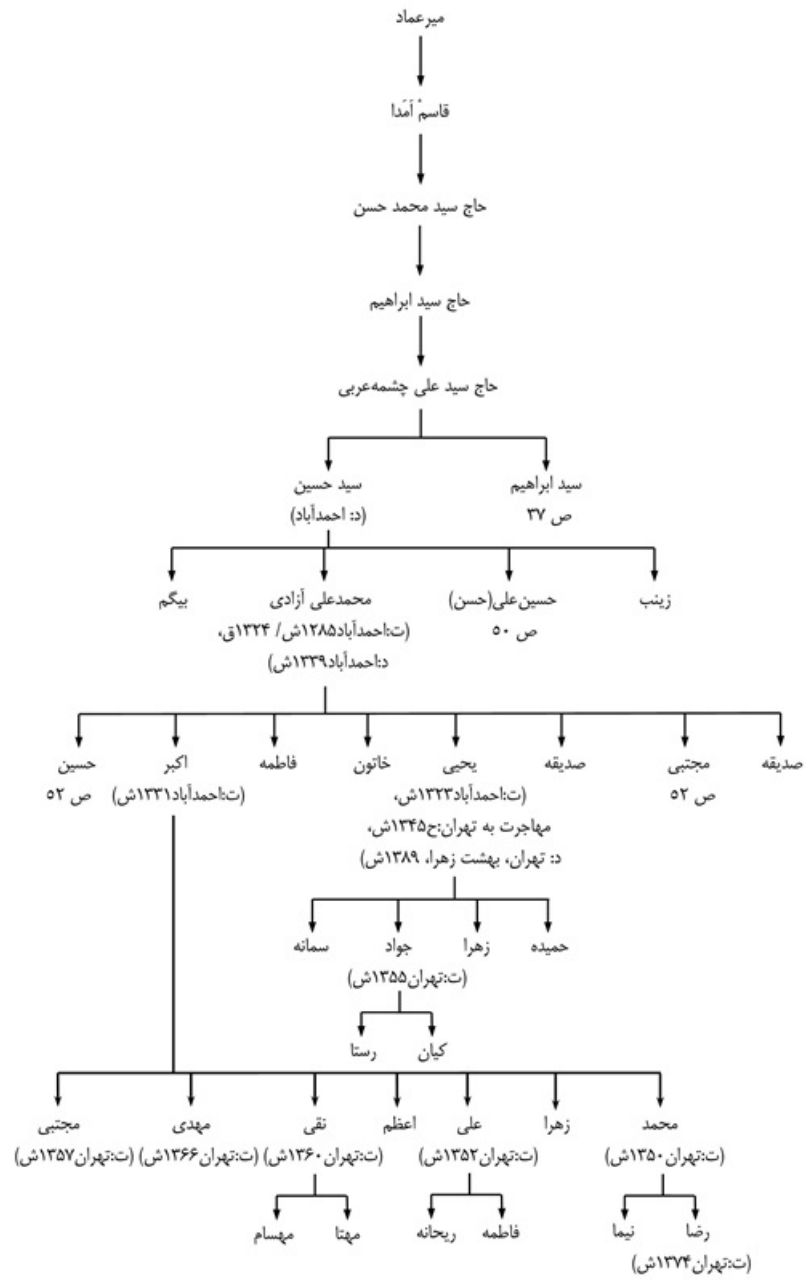 میرعماد
قاسمْ اَمَدا
حاج سید محمد حسن
حاج سید ابراهیم
حاج سید علی چشمه‌عربی
سید ابراهیم
ص ۳۷
سید حسین
(د: احمدآباد)
زینب
حسین‌علی(حسن)
ص ۵۰
محمدعلی آزادی
(ت:احمدآباد۱۲۸۵ش/ ۱۳۲۴ق،
د:احمدآباد۱۳۳۹ش)
بیگم
صدیقه
مجتبی
ص ۵۲
صدیقه
یحیی
(ت:احمدآباد۱۳۲۳ش،
مهاجرت به تهران:ح۱۳۴۵ش،
د: تهران، بهشت زهرا، ۱۳۸۹ش)
خاتون
فاطمه
اکبر
(ت:احمدآباد۱۳۳۱ش)
حسین
ص ۵۲
حمیده
زهرا
جواد
(ت:تهران۱۳۵۵ش)
سمانه
کیان
رستا
محمد
(ت:تهران۱۳۵۰ش)
زهرا
علی
(ت:تهران۱۳۵۲ش)
اعظم
نقی
(ت:تهران۱۳۶۰ش)
مهدی
(ت:تهران۱۳۶۶ش)
مجتبی
(ت:تهران۱۳۵۷ش)
رضا
(ت:تهران۱۳۷۴ش)
نیما
فاطمه
ریحانه
مهتا
مهسام